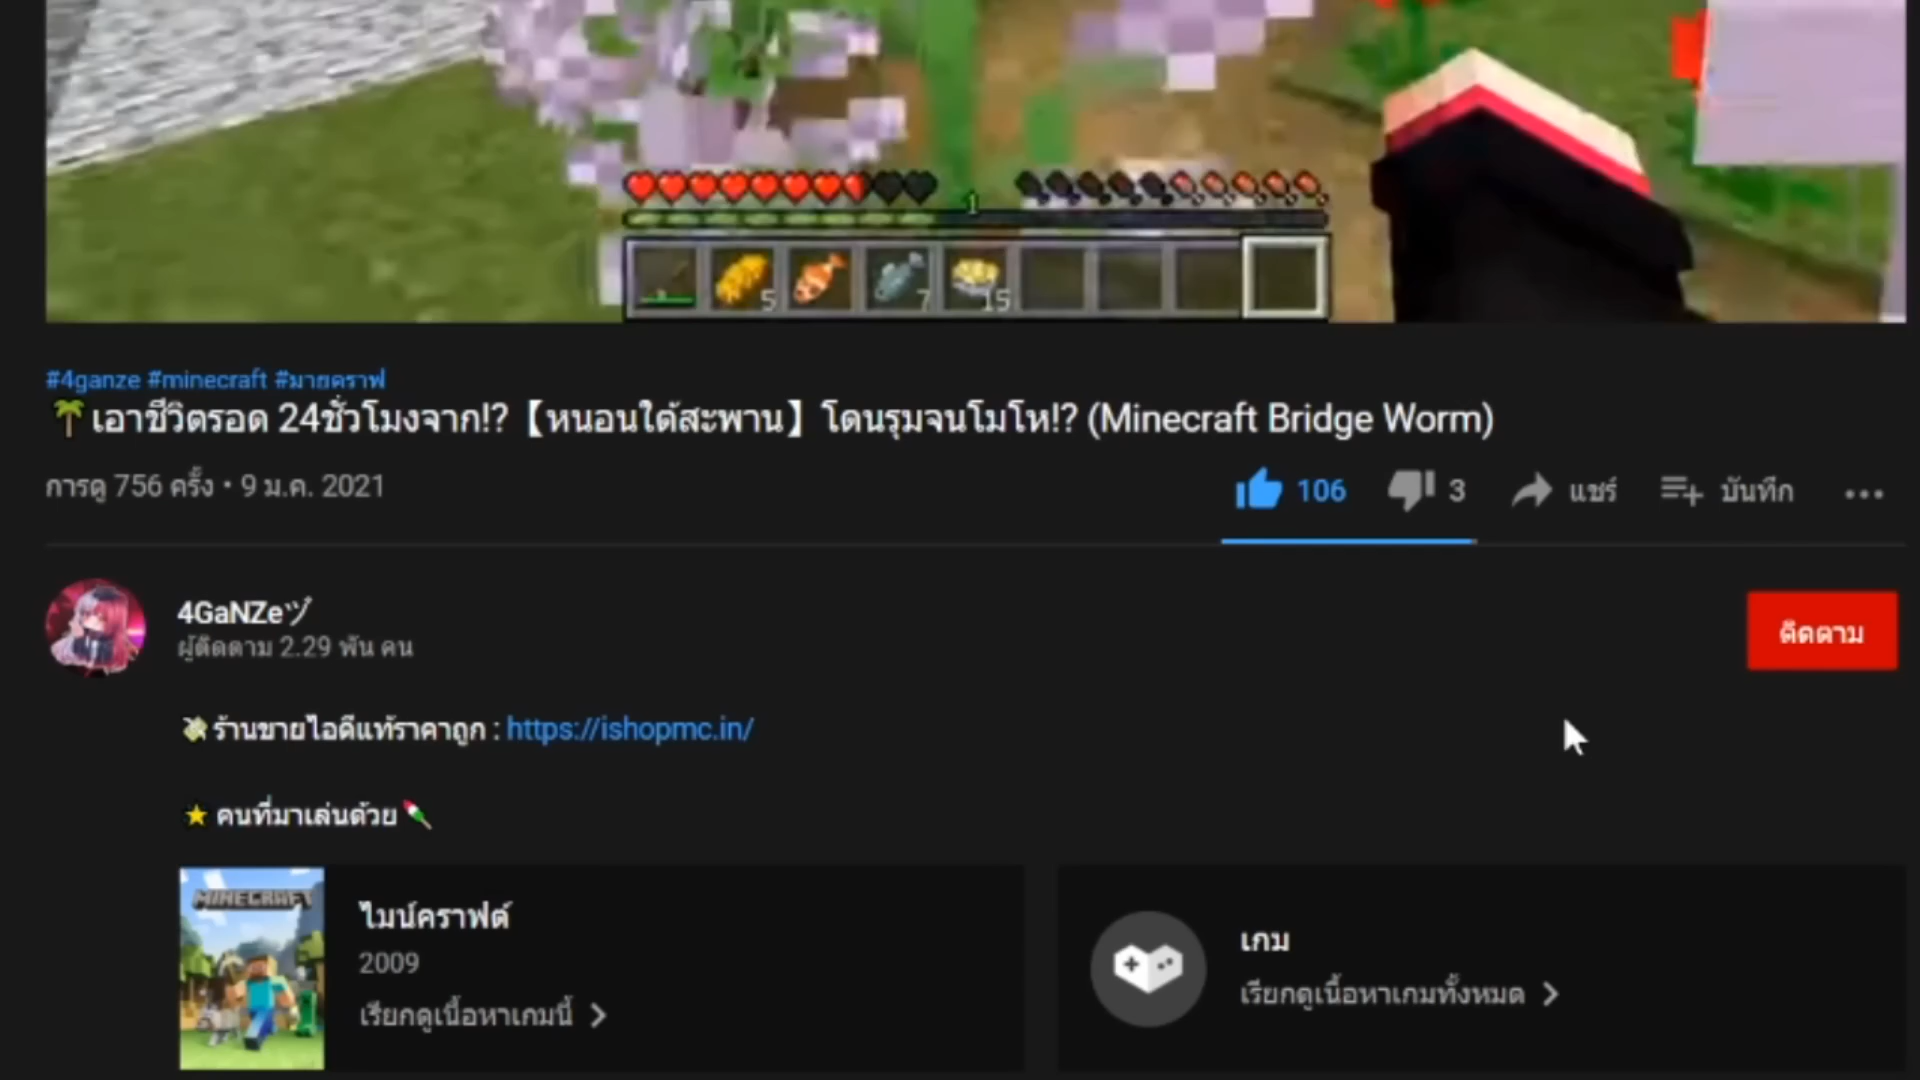 1
5
7
15
#4ganze #minecraft #มายคราฟ
🌴เอาชีวิตรอด 24ชั่วโมงจาก!?【หนอนใต้สะพาน】โดนรุมจนโมโห!? (Minecraft Bridge Worm)
การดู 756 ครั้ง • 9 ม.ค. 2021
106
3
แชร์
บันทึก
4GaNZeヅ
ผู้ติดตาม 2.29 พัน คน
ติดตาม
💸ร้านขายไอดีแท้ราคาถูก : https://ishopmc.in/
⭐ คนที่มาเล่นด้วย
MINECRAFT
ไมน์คราฟต์
2009
เรียกดูเนื้อหาเกมนี้
เกม
เรียกดูเนื้อหาเกมทั้งหมด